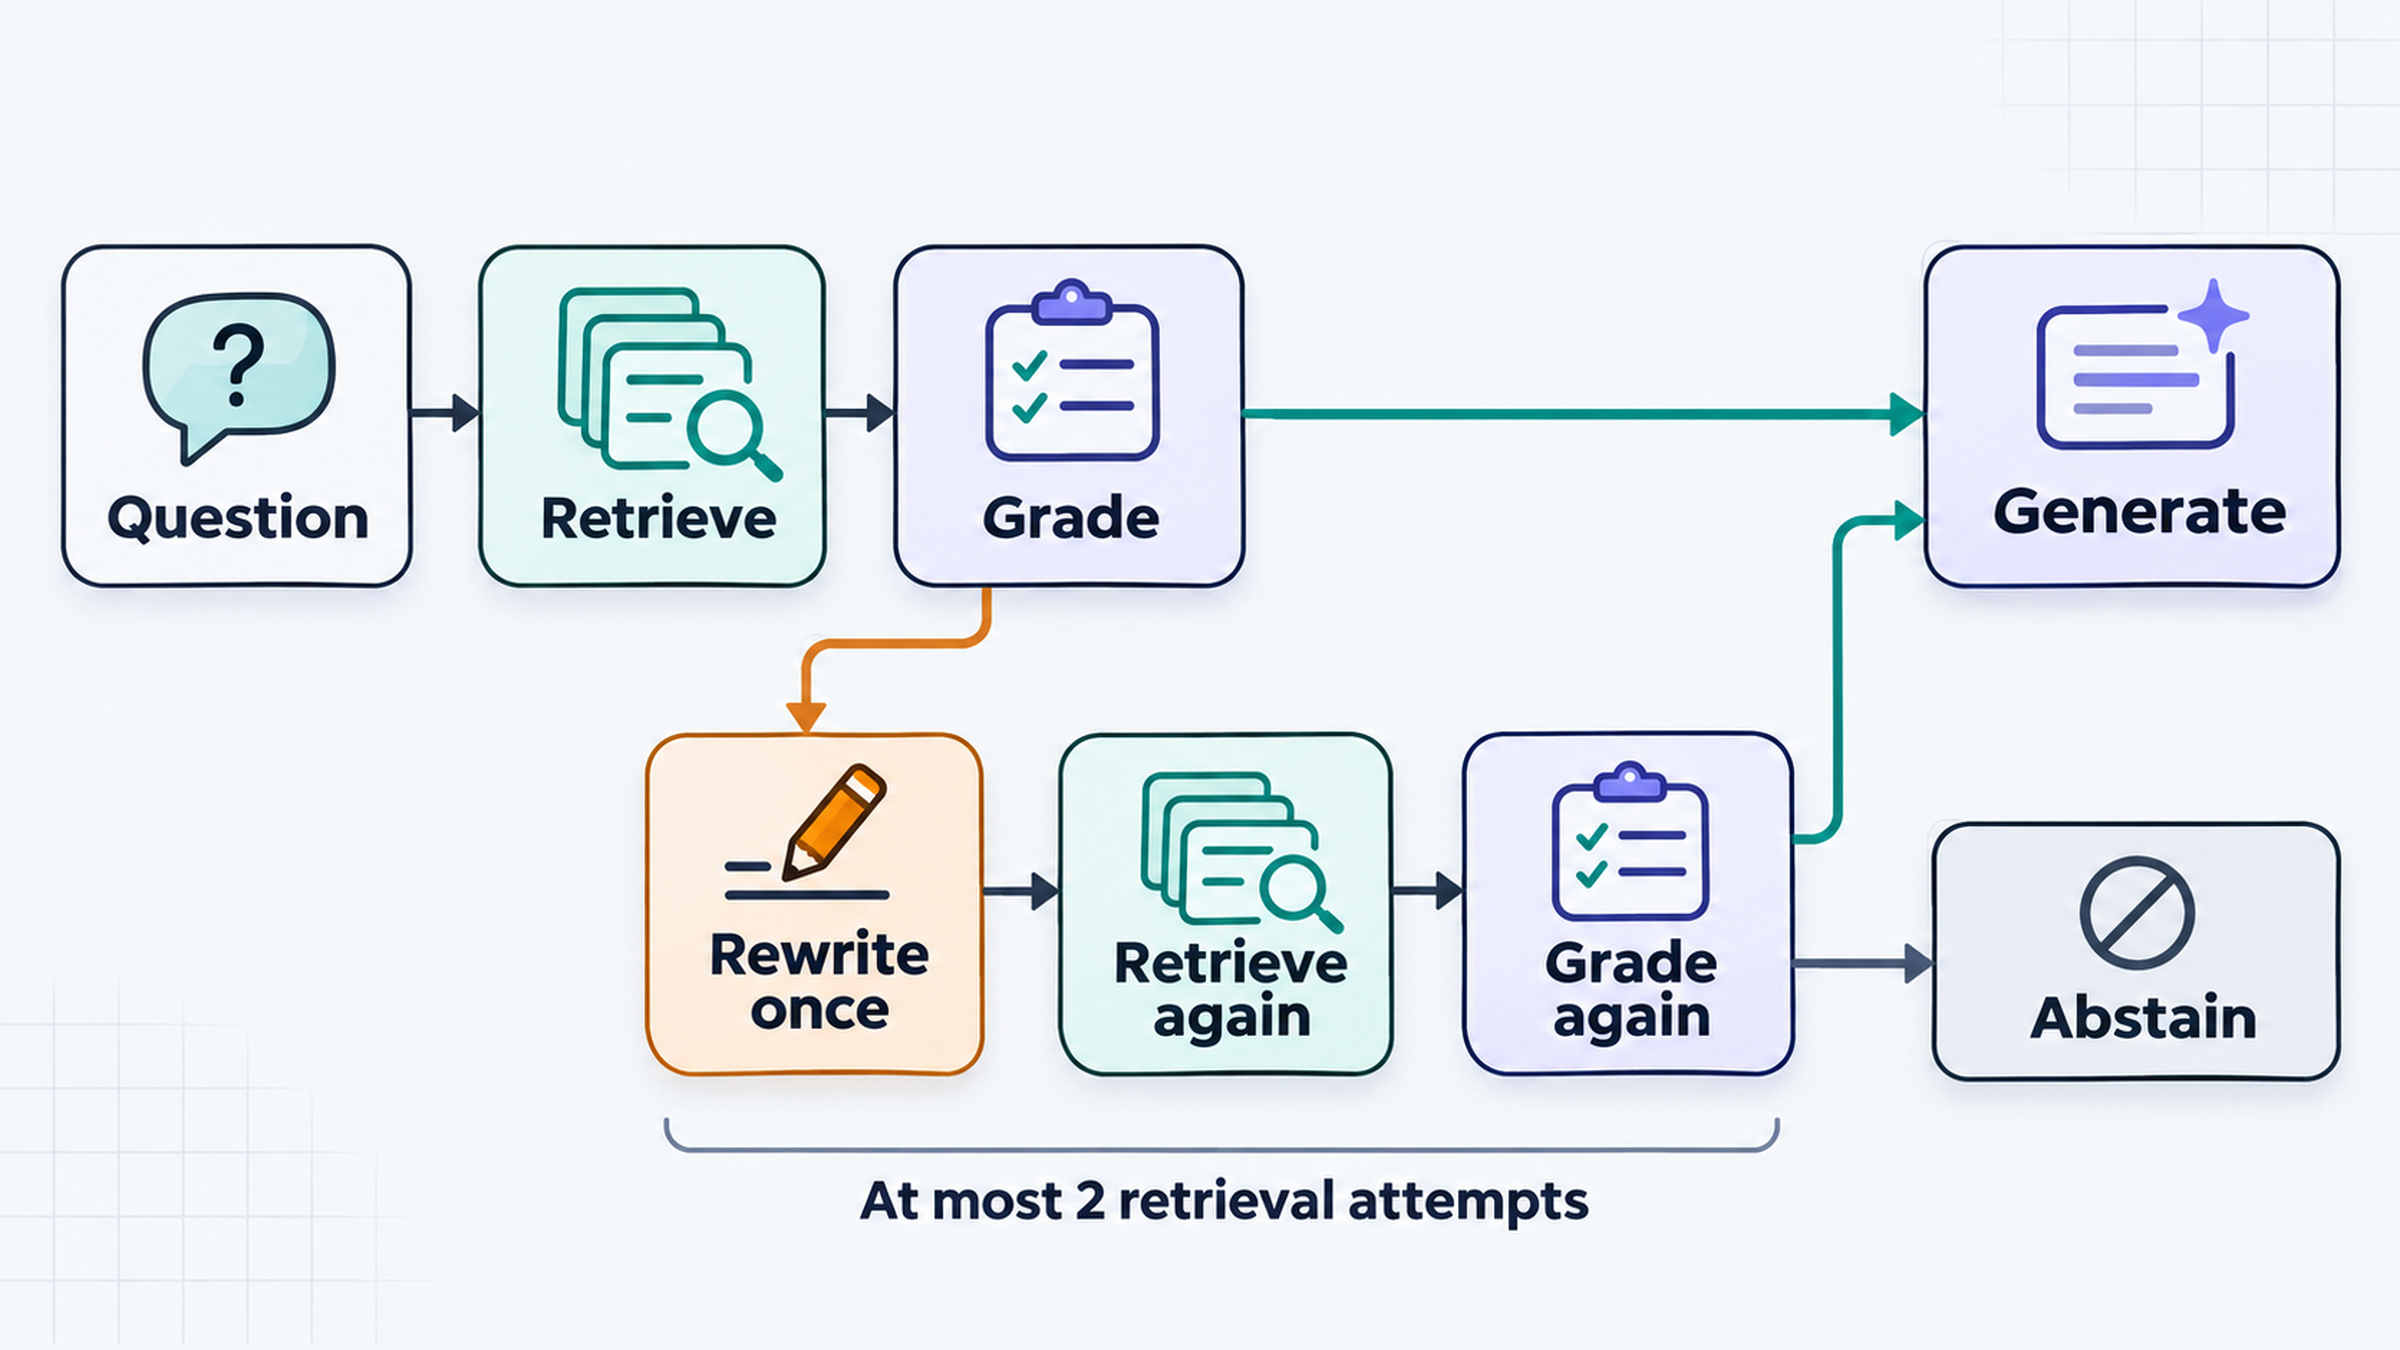 ?
Question
Retrieve
Grade
Generate
Rewrite
once
Retrieve
again
Grade
again
Abstain
At most 2 retrieval attempts